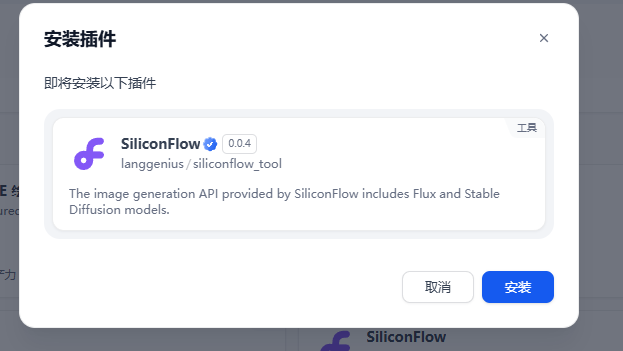 安装插件
即将安装以下插件
工具
SiliconFlow 0.0.4
langgenius / siliconflow_tool
The image generation API provided by SiliconFlow includes Flux and Stable
Diffusion models.
取消
安装
SiliconFlow